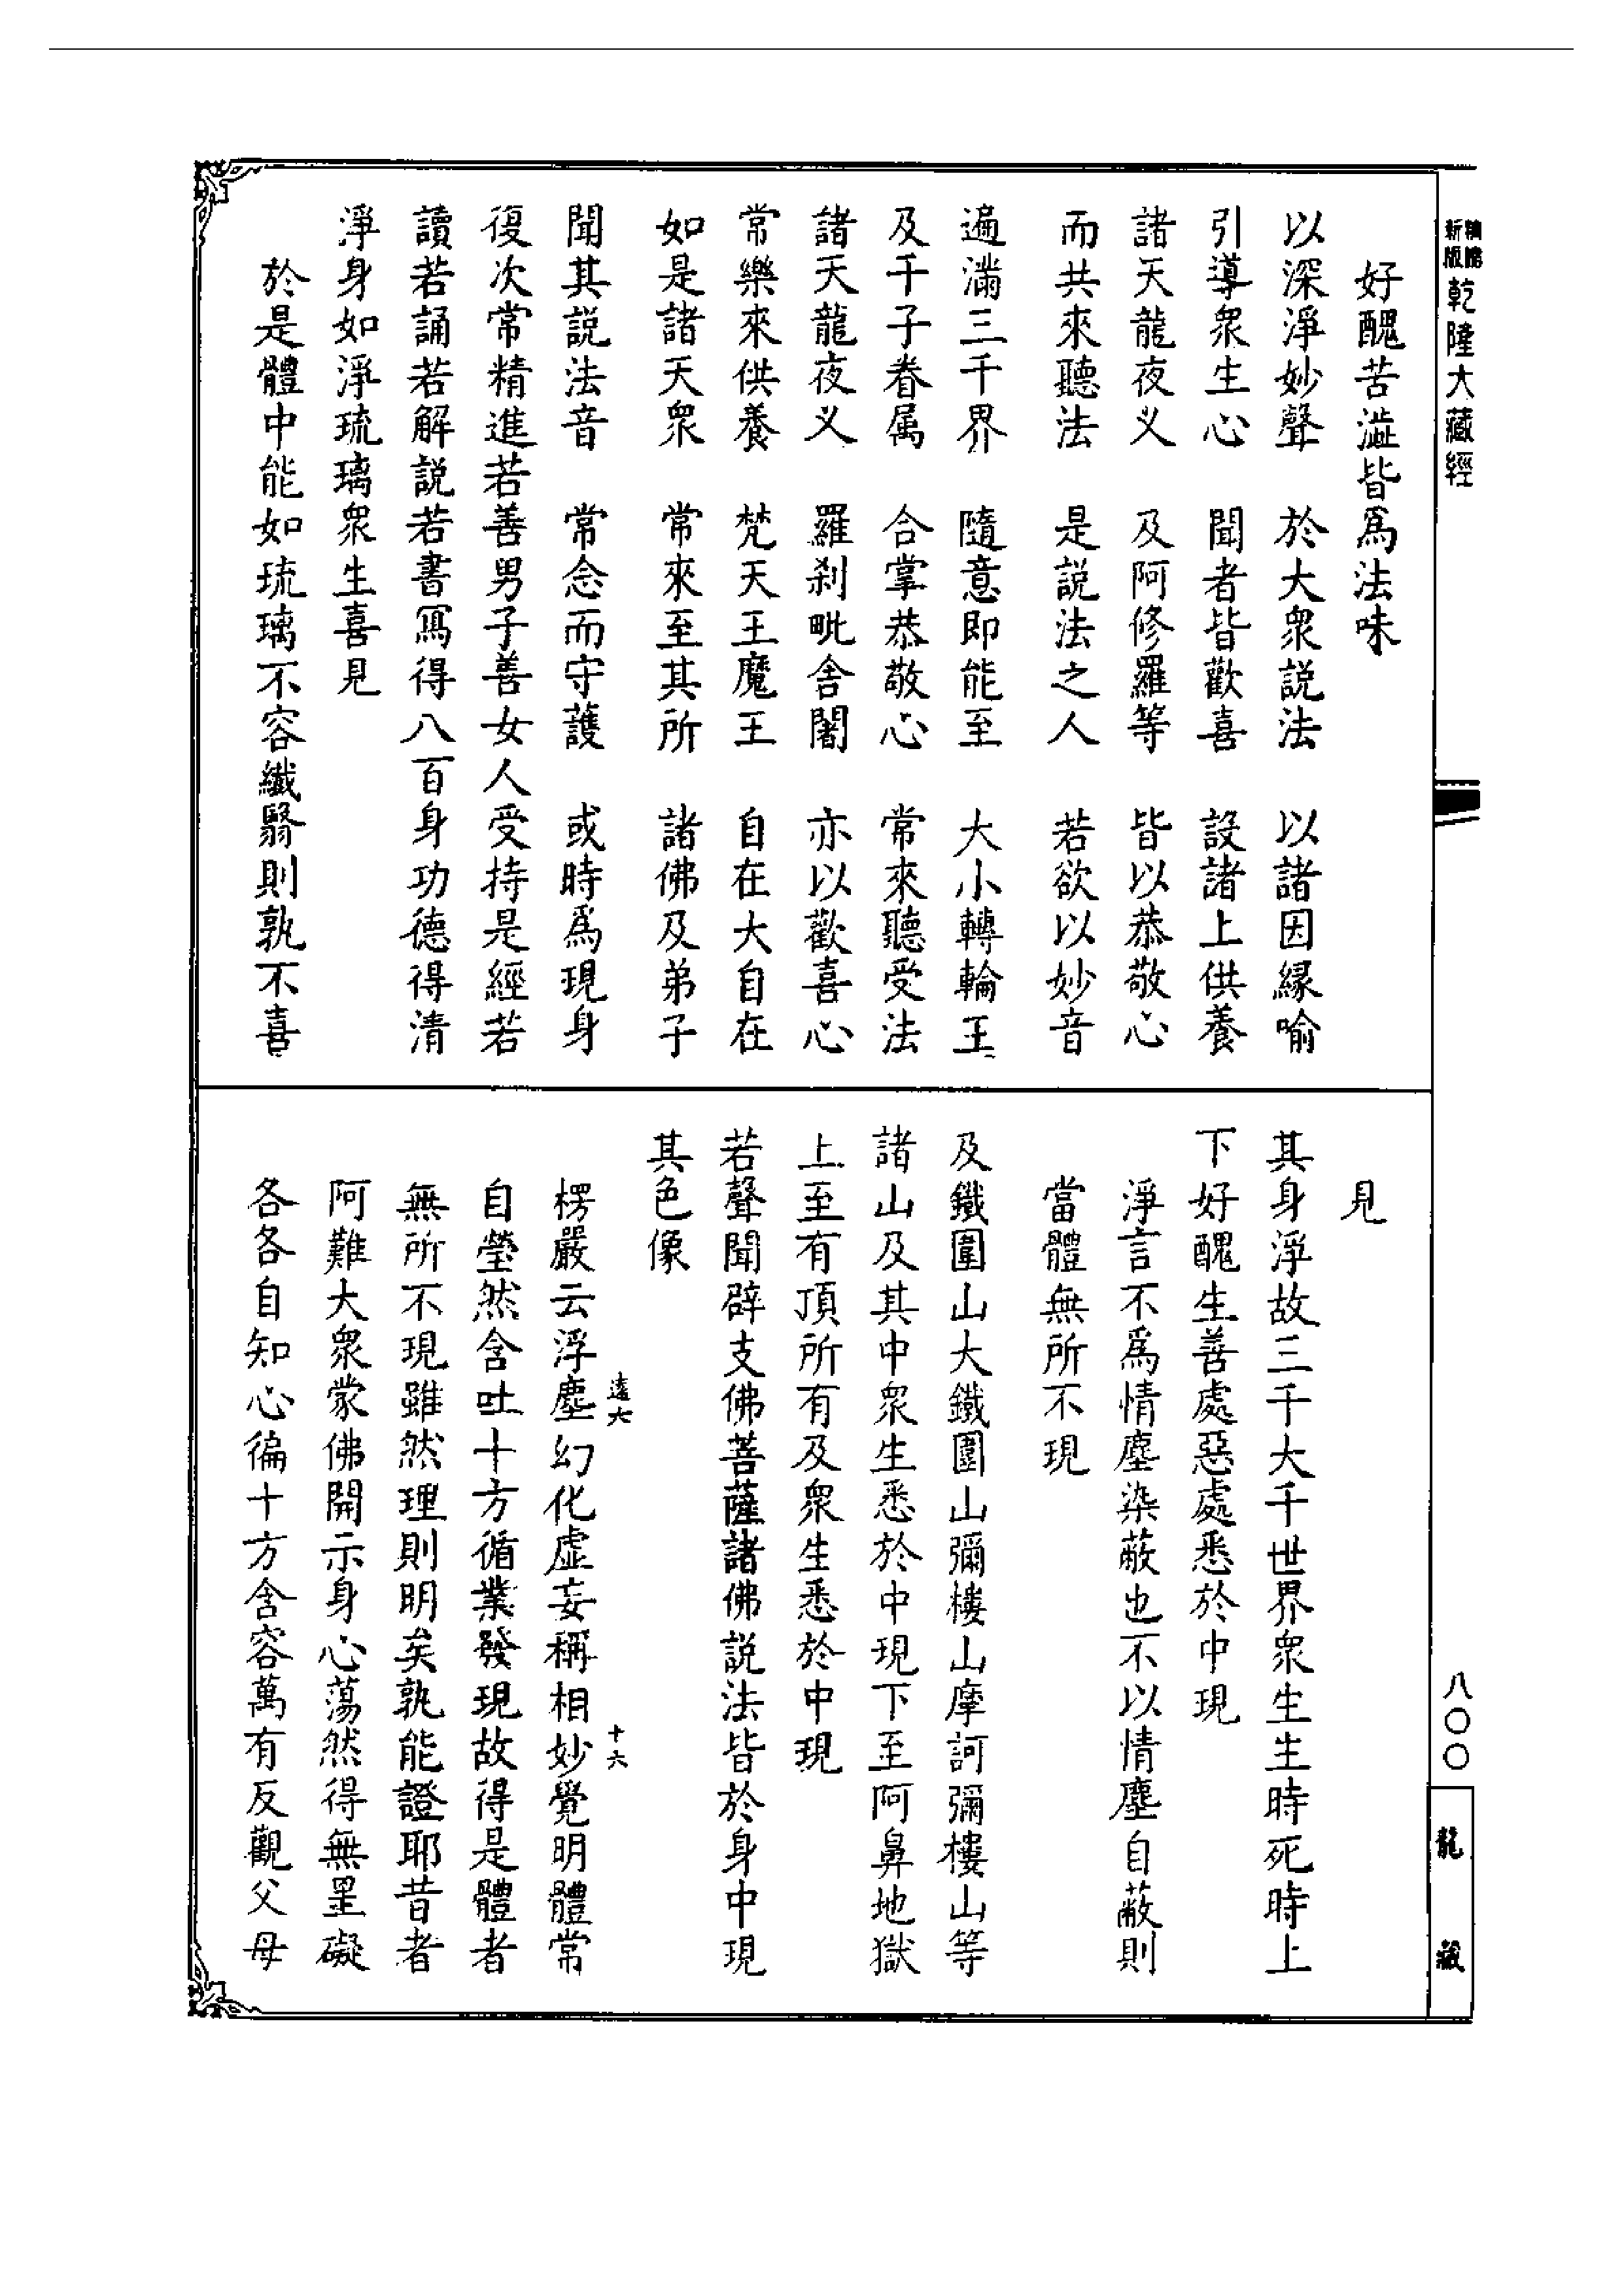 新版 乾隆大藏經
好醜苦澁皆爲法味
以深淨妙聲　於大衆説法　以諸因縁喻
引導衆生心　聞者皆歡喜　設諸上供養
諸天龍夜义　及阿修羅等　皆以恭敬心
而共來聽法　是説法之人　若欲以妙音
遍滿三千界　隨意即能至　大小轉輪王
及千子眷属　合掌恭敬心　常來聽受法
諸天龍夜义　羅刹毗舍闍　亦以歡喜心
常樂來供養　梵天王魔王　自在大自在
如是諸天衆　常來至其所　諸佛及弟子
聞其説法音　常念而守護　或時爲現身
復次常精進若善男子善女人受持是經若
讀若誦若解説若書寫得八百身功德得清
淨身如淨琉璃衆生喜見
於是體中能如琉璃不容纖翳則孰不喜
見
其身淨故三千大千世界衆生生時死時上
下好醜生善處惡處悉於中現
淨言不爲情塵染蔽也不以情塵自蔽則
當體無所不現
及鐵圍山大鐵圍山彌樓山摩訶彌樓山等
諸山及其中衆生悉於中現下至阿鼻地獄
上至有頂所有及衆生悉於中現
若聲聞辟支佛菩薩諸佛説法皆於身中現
其色像
遠六　十六
楞嚴云浮塵幻化虚妄稱相妙覺明體常
自瑩然含吐十方循業發現故得是體者
無所不現雖然理則明矣孰能證耶昔者
阿難大衆蒙佛開示身心蕩然得無罣礙
各各自知心徧十方含容萬有反觀父母
八〇〇
龍藏